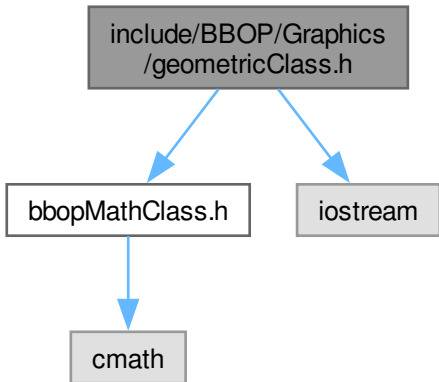 include/BBOP/Graphics
/geometricClass.h
bbopMathClass.h
iostream
cmath